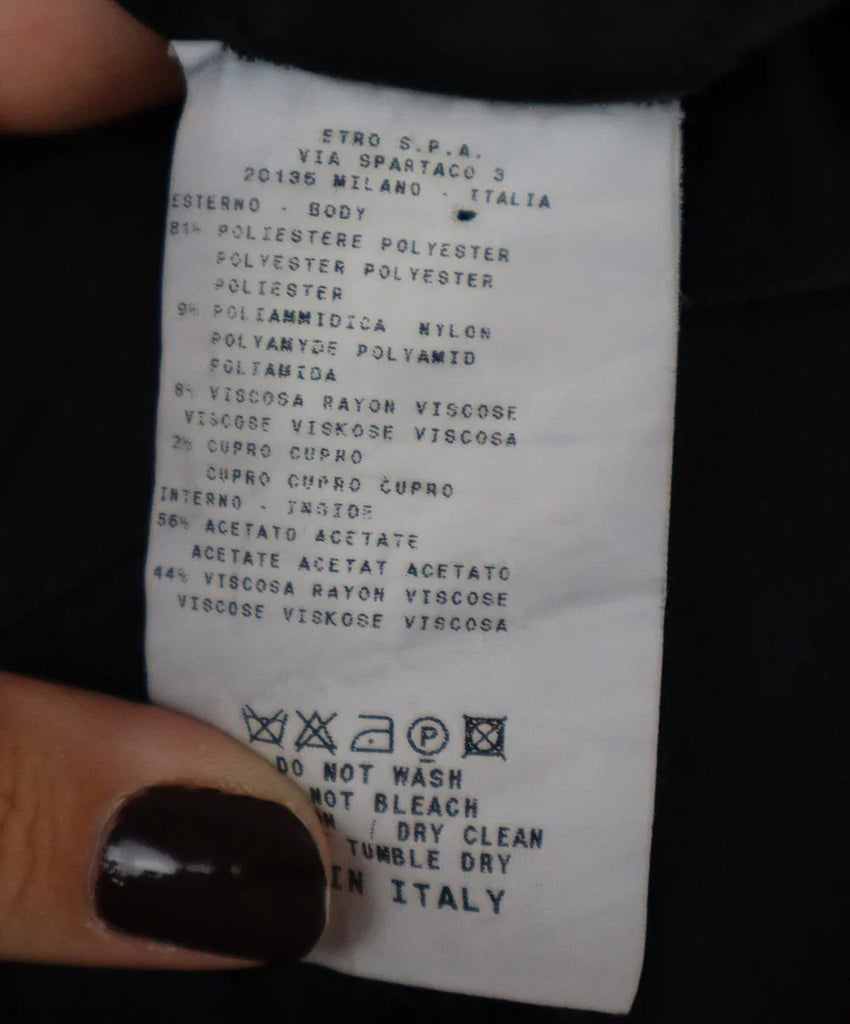 ETRO S.P.A.
VIA SPARTACO 3
20135 MILANO - ITALIA
ESTERNO - BODY
81% POLIESTERE POLYESTER
POLYESTER POLYESTER
POLIESTER
9% POLIAMMIDICA NYLON
POLYAMYDE POLYAMID
POLIAMIDA
8% VISCOSA RAYON VISCOSE
VISCOSE VISKOSE VISCOSA
2% CUPRO CUPRO
CUPRO CUPRO CUPRO
INTERNO - INSIDE
56% ACETATO ACETATE
ACETATE ACETAT ACETATO
44% VISCOSA RAYON VISCOSE
VISCOSE VISKOSE VISCOSA
P
DO NOT WASH
NOT BLEACH
/ DRY CLEAN
TUMBLE DRY
IN ITALY